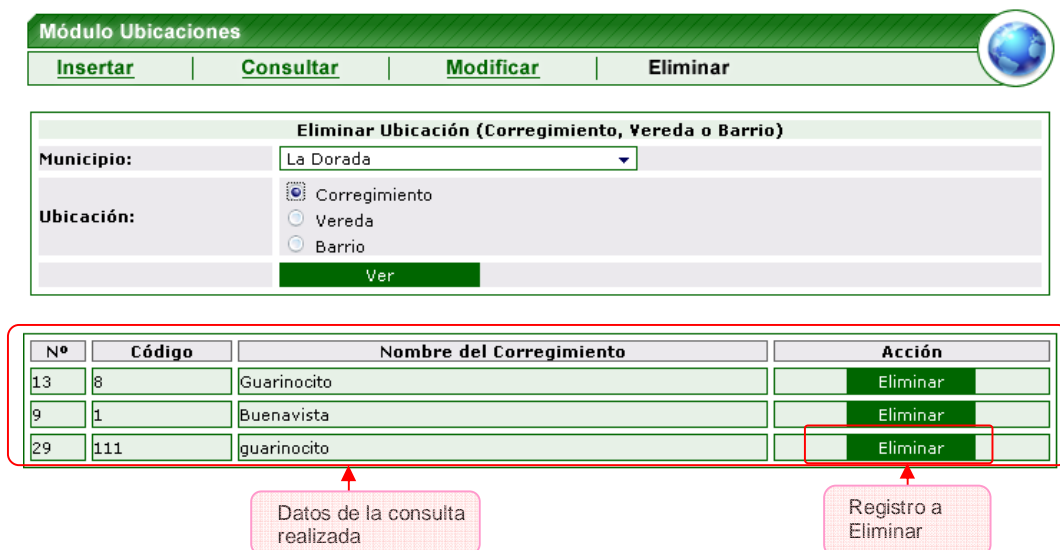 Módulo Ubicaciones
Insertar Consultar Modificar Eliminar
Eliminar Ubicación (Corregimiento, Vereda o Barrio)
Municipio: La Dorada
Ubicación:
Corregimiento
Vereda
Barrio
Ver
Nº Código Nombre del Corregimiento Acción
13 8 Guarinocito Eliminar
9 1 Buenavista Eliminar
29 111 guarinocito Eliminar
Datos de la consulta
realizada
Registro a
Eliminar